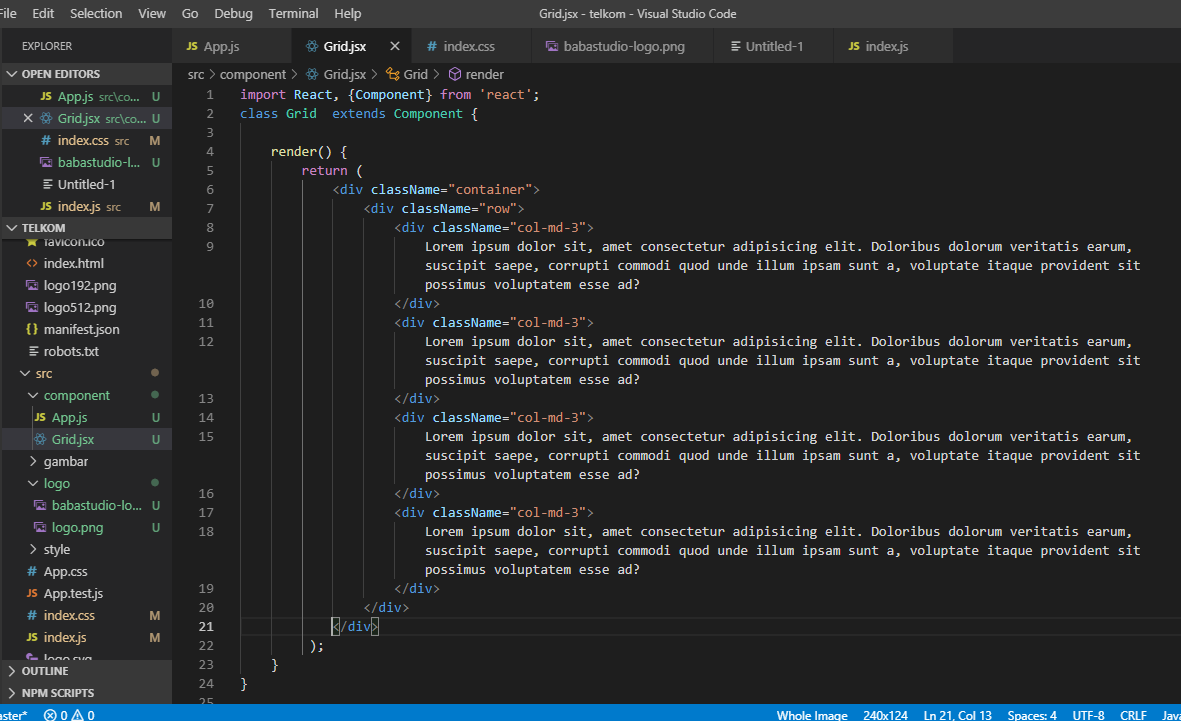 File Edit Selection View Go Debug Terminal Help Grid.jsx - telkom - Visual Studio Code
EXPLORER
JS App.js Grid.jsx × # index.css babastudio-logo.png Untitled-1 JS index.js
OPEN EDITORS
JS App.js src\co... U
× Grid.jsx src\co... U
# index.css src M
babastudio-l... U
Untitled-1
JS index.js src M
TELKOM
favicon.ico
<> index.html
logo192.png
logo512.png
{} manifest.json
robots.txt
src
component
JS App.js U
Grid.jsx U
gambar
logo
babastudio-lo... U
logo.png U
style
# App.css
JS App.test.js
# index.css M
JS index.js M
logo.svg
OUTLINE
NPM SCRIPTS
src > component > Grid.jsx > Grid > render
1 import React, {Component} from 'react';
2 class Grid  extends Component {
3
4 render() {
5 return (
6 <div className="container">
7 <div className="row">
8 <div className="col-md-3">
9 Lorem ipsum dolor sit, amet consectetur adipisicing elit. Doloribus dolorum veritatis earum,
suscipit saepe, corrupti commodi quod unde illum ipsam sunt a, voluptate itaque provident sit
possimus voluptatem esse ad?
10 </div>
11 <div className="col-md-3">
12 Lorem ipsum dolor sit, amet consectetur adipisicing elit. Doloribus dolorum veritatis earum,
suscipit saepe, corrupti commodi quod unde illum ipsam sunt a, voluptate itaque provident sit
possimus voluptatem esse ad?
13 </div>
14 <div className="col-md-3">
15 Lorem ipsum dolor sit, amet consectetur adipisicing elit. Doloribus dolorum veritatis earum,
suscipit saepe, corrupti commodi quod unde illum ipsam sunt a, voluptate itaque provident sit
possimus voluptatem esse ad?
16 </div>
17 <div className="col-md-3">
18 Lorem ipsum dolor sit, amet consectetur adipisicing elit. Doloribus dolorum veritatis earum,
suscipit saepe, corrupti commodi quod unde illum ipsam sunt a, voluptate itaque provident sit
possimus voluptatem esse ad?
19 </div>
20 </div>
21 </div>
22 );
23 }
24 }
25
aster* 0 0 Whole Image 240x124 Ln 21, Col 13 Spaces: 4 UTF-8 CRLF Java